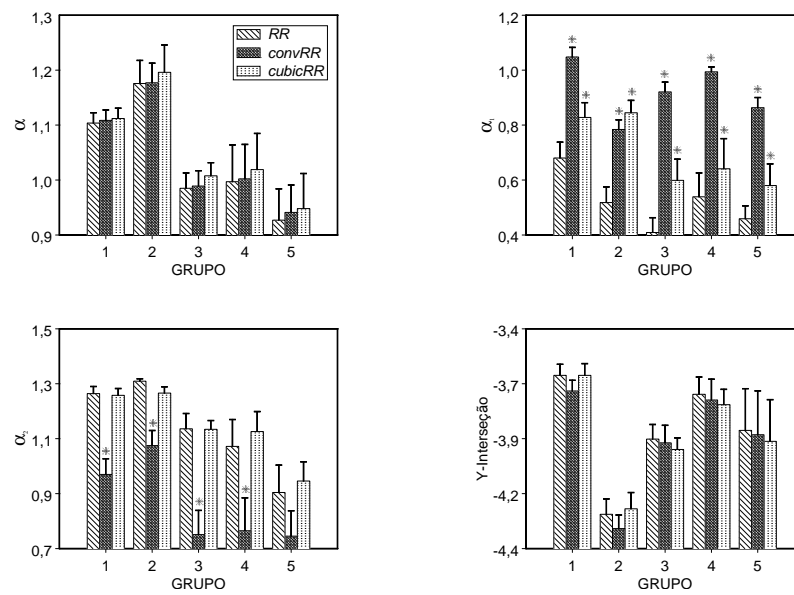 1,3
1,2
1,1
1,0
0,9
α
RR
convRR
cubicRR
1 2 3 4 5
GRUPO
1,2
1,0
0,8
0,6
0,4
α₁
* * * * * * * * * *
1 2 3 4 5
GRUPO
1,5
1,3
1,1
0,9
0,7
α₂
* * * *
1 2 3 4 5
GRUPO
-3,4
-3,7
-3,9
-4,2
-4,4
Y-Interseção
1 2 3 4 5
GRUPO